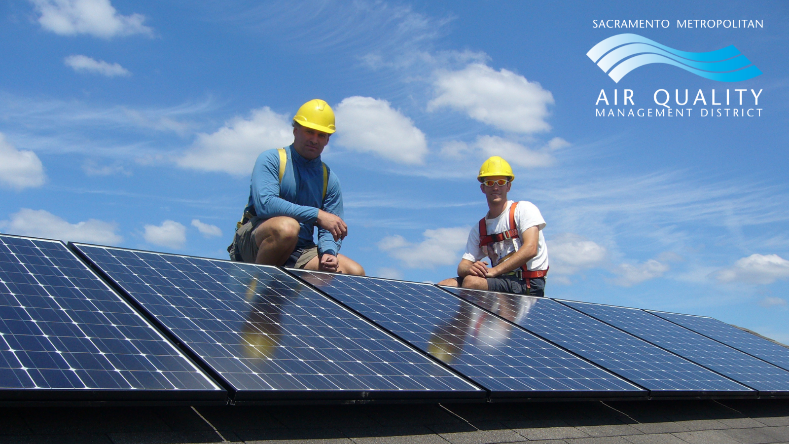 SACRAMENTO METROPOLITAN
AIR QUALITY
MANAGEMENT DISTRICT